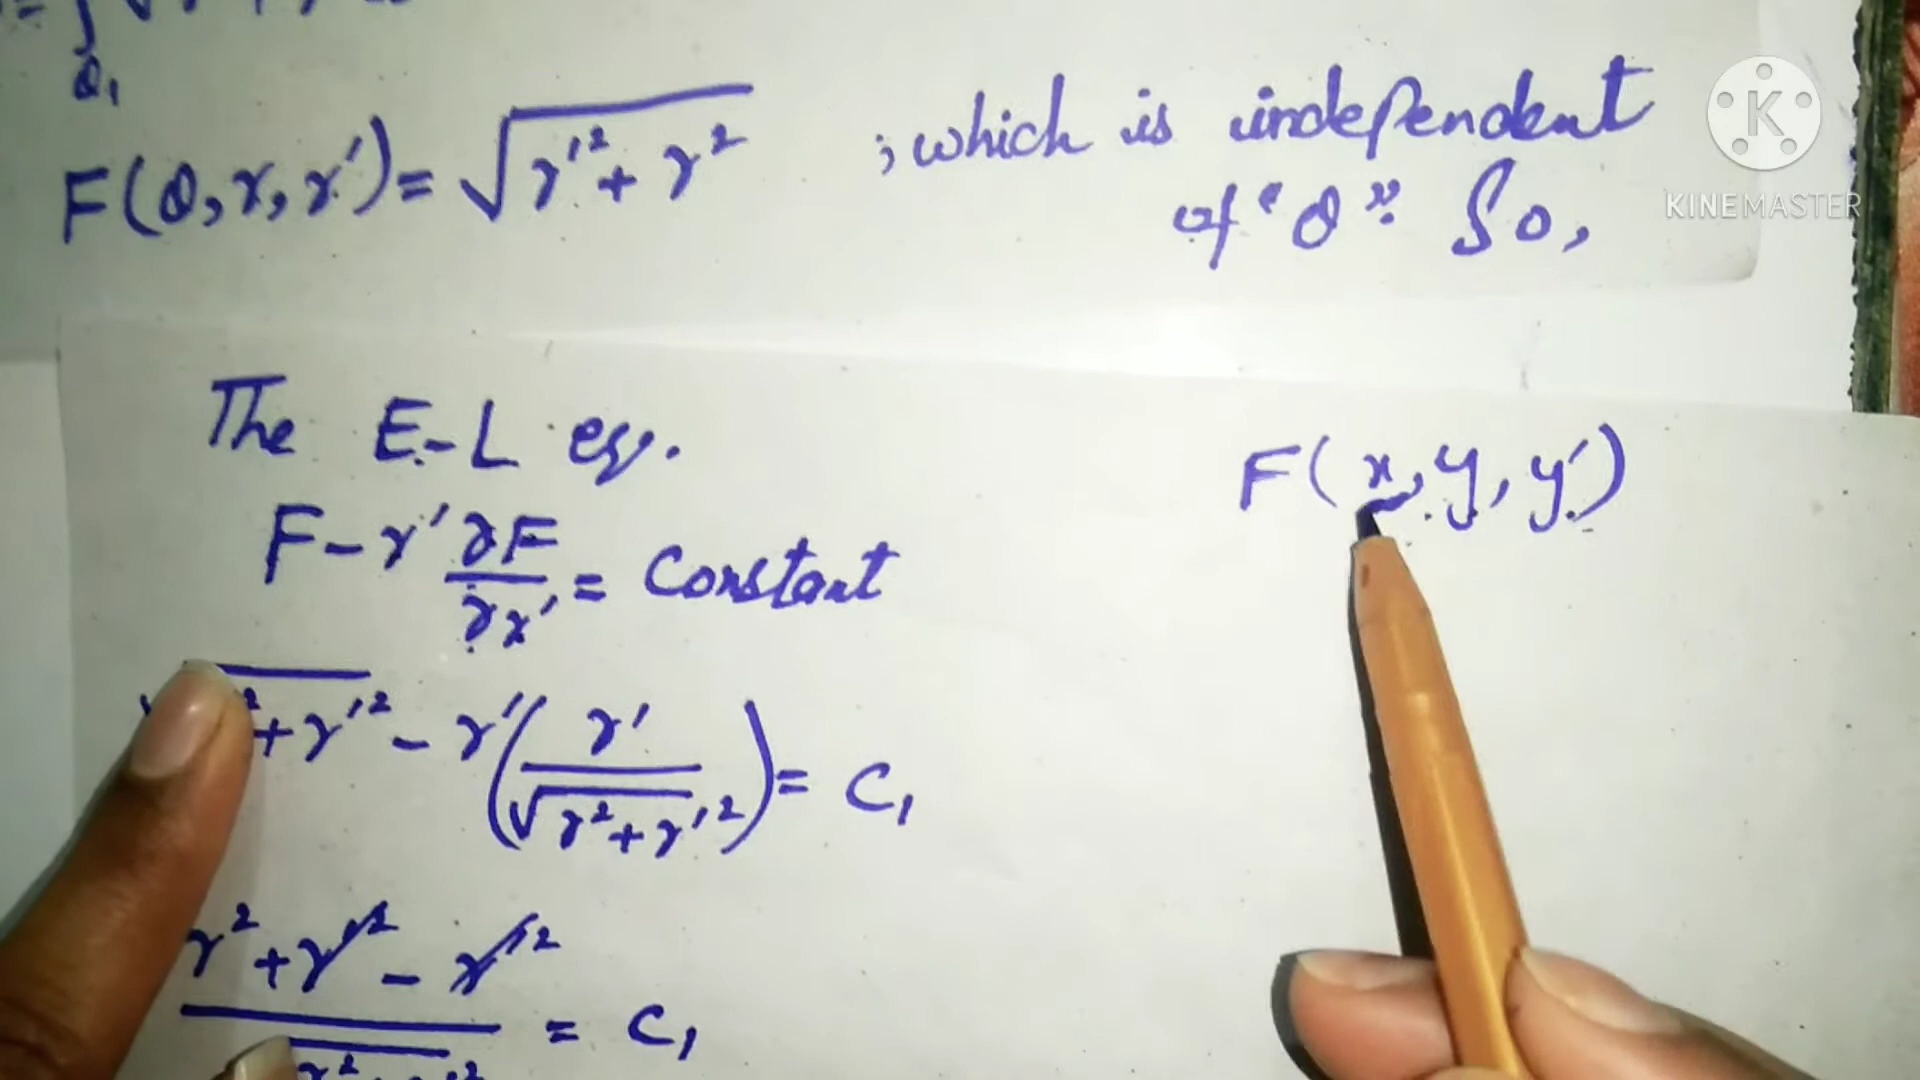 θ₁
F(θ, r, r′) = √(r′² + r²) ; which is independent
of "θ". So,
K
KINEMASTER
The E-L eq.
F(x, y, y′)
F - r′ ∂F/∂r′ = Constant
+ r′² - r′(r′/√(r² + r′²)) = C₁
(r² + r′² - r′²)/ = C₁